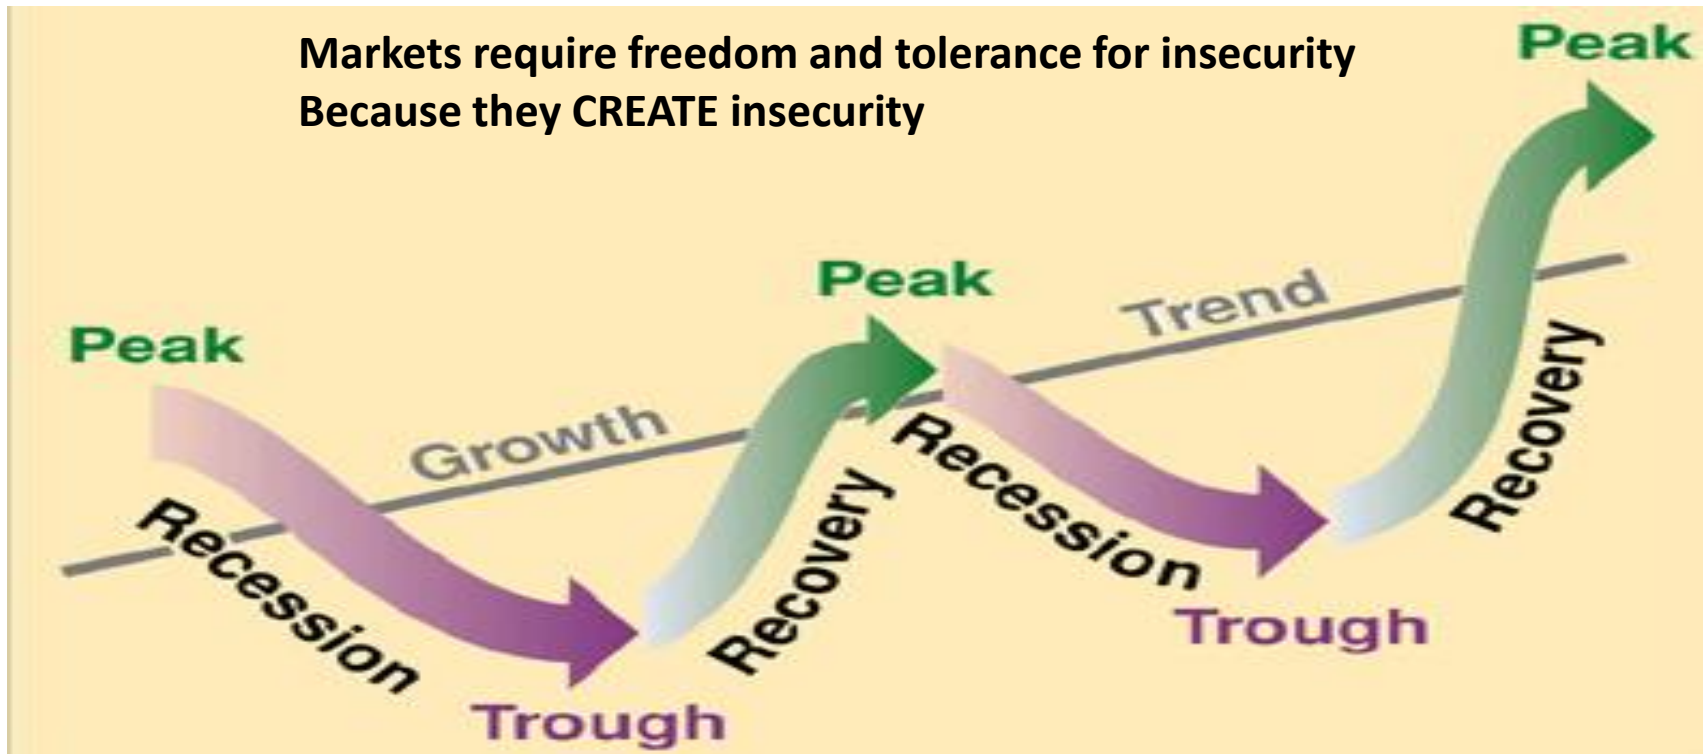 Markets require freedom and tolerance for insecurity
Because they CREATE insecurity
Peak
Peak
Peak
Growth
Trend
Recession
Recovery
Recession
Recovery
Trough
Trough